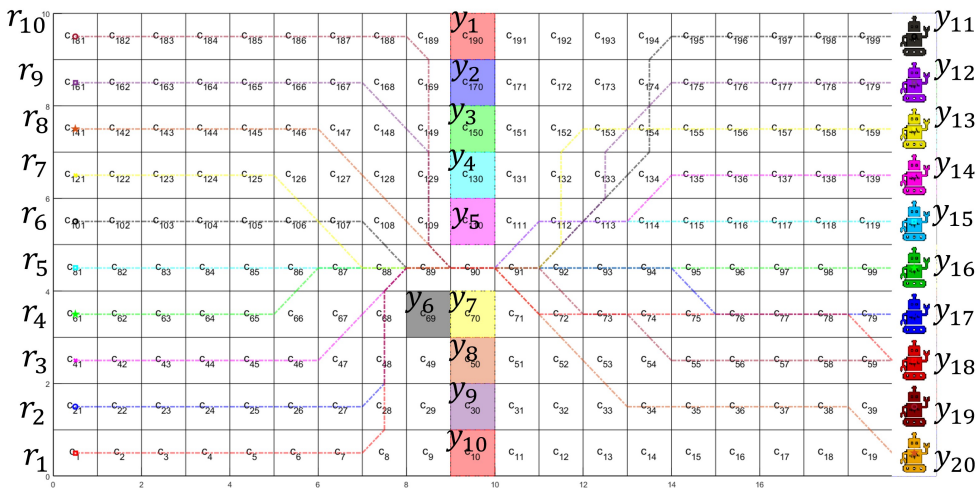 10 r10 c181 c182 c183 c184 c185 c186 c187 c188 c189 y1 c190 c191 c192 c193 c194 c195 c196 c197 c198 c199 y11
r9 c161 c162 c163 c164 c165 c166 c167 c168 c169 y2 c170 c171 c172 c173 c174 c175 c176 c177 c178 c179 y12
8
r8 c141 c142 c143 c144 c145 c146 c147 c148 c149 y3 c150 c151 c152 c153 c154 c155 c156 c157 c158 c159 y13
r7 c121 c122 c123 c124 c125 c126 c127 c128 c129 y4 c130 c131 c132 c133 c134 c135 c136 c137 c138 c139 y14
6
r6 c101 c102 c103 c104 c105 c106 c107 c108 c109 y5 c110 c111 c112 c113 c114 c115 c116 c117 c118 c119 y15
r5 c81 c82 c83 c84 c85 c86 c87 c88 c89 c90 c91 c92 c93 c94 c95 c96 c97 c98 c99 y16
4
r4 c61 c62 c63 c64 c65 c66 c67 c68 y6 c69 y7 c70 c71 c72 c73 c74 c75 c76 c77 c78 c79 y17
r3 c41 c42 c43 c44 c45 c46 c47 c48 c49 y8 c50 c51 c52 c53 c54 c55 c56 c57 c58 c59 y18
2
r2 c21 c22 c23 c24 c25 c26 c27 c28 c29 y9 c30 c31 c32 c33 c34 c35 c36 c37 c38 c39 y19
r1 c1 c2 c3 c4 c5 c6 c7 c8 c9 y10 c10 c11 c12 c13 c14 c15 c16 c17 c18 c19 y20
0
0 2 4 6 8 10 12 14 16